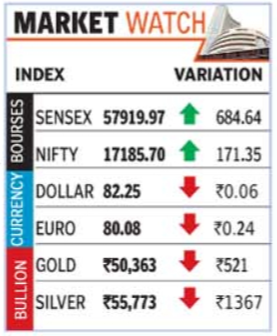 MARKET WATCH
INDEX VARIATION
BOURSES
SENSEX 57919.97 684.64
NIFTY 17185.70 171.35
CURRENCY
DOLLAR 82.25 ₹0.06
EURO 80.08 ₹0.24
BULLION
GOLD ₹50,363 ₹521
SILVER ₹55,773 ₹1367